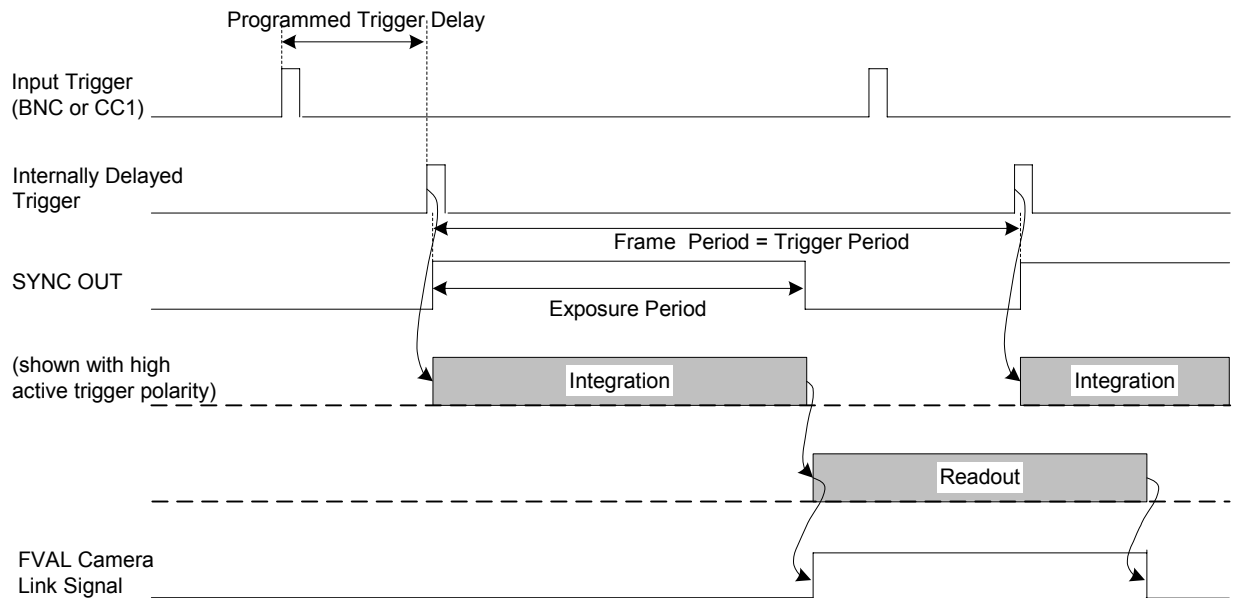 Programmed Trigger Delay
Input Trigger
(BNC or CC1)
Internally Delayed
Trigger
Frame Period = Trigger Period
SYNC OUT
Exposure Period
(shown with high
active trigger polarity)
Integration
Integration
Readout
FVAL Camera
Link Signal